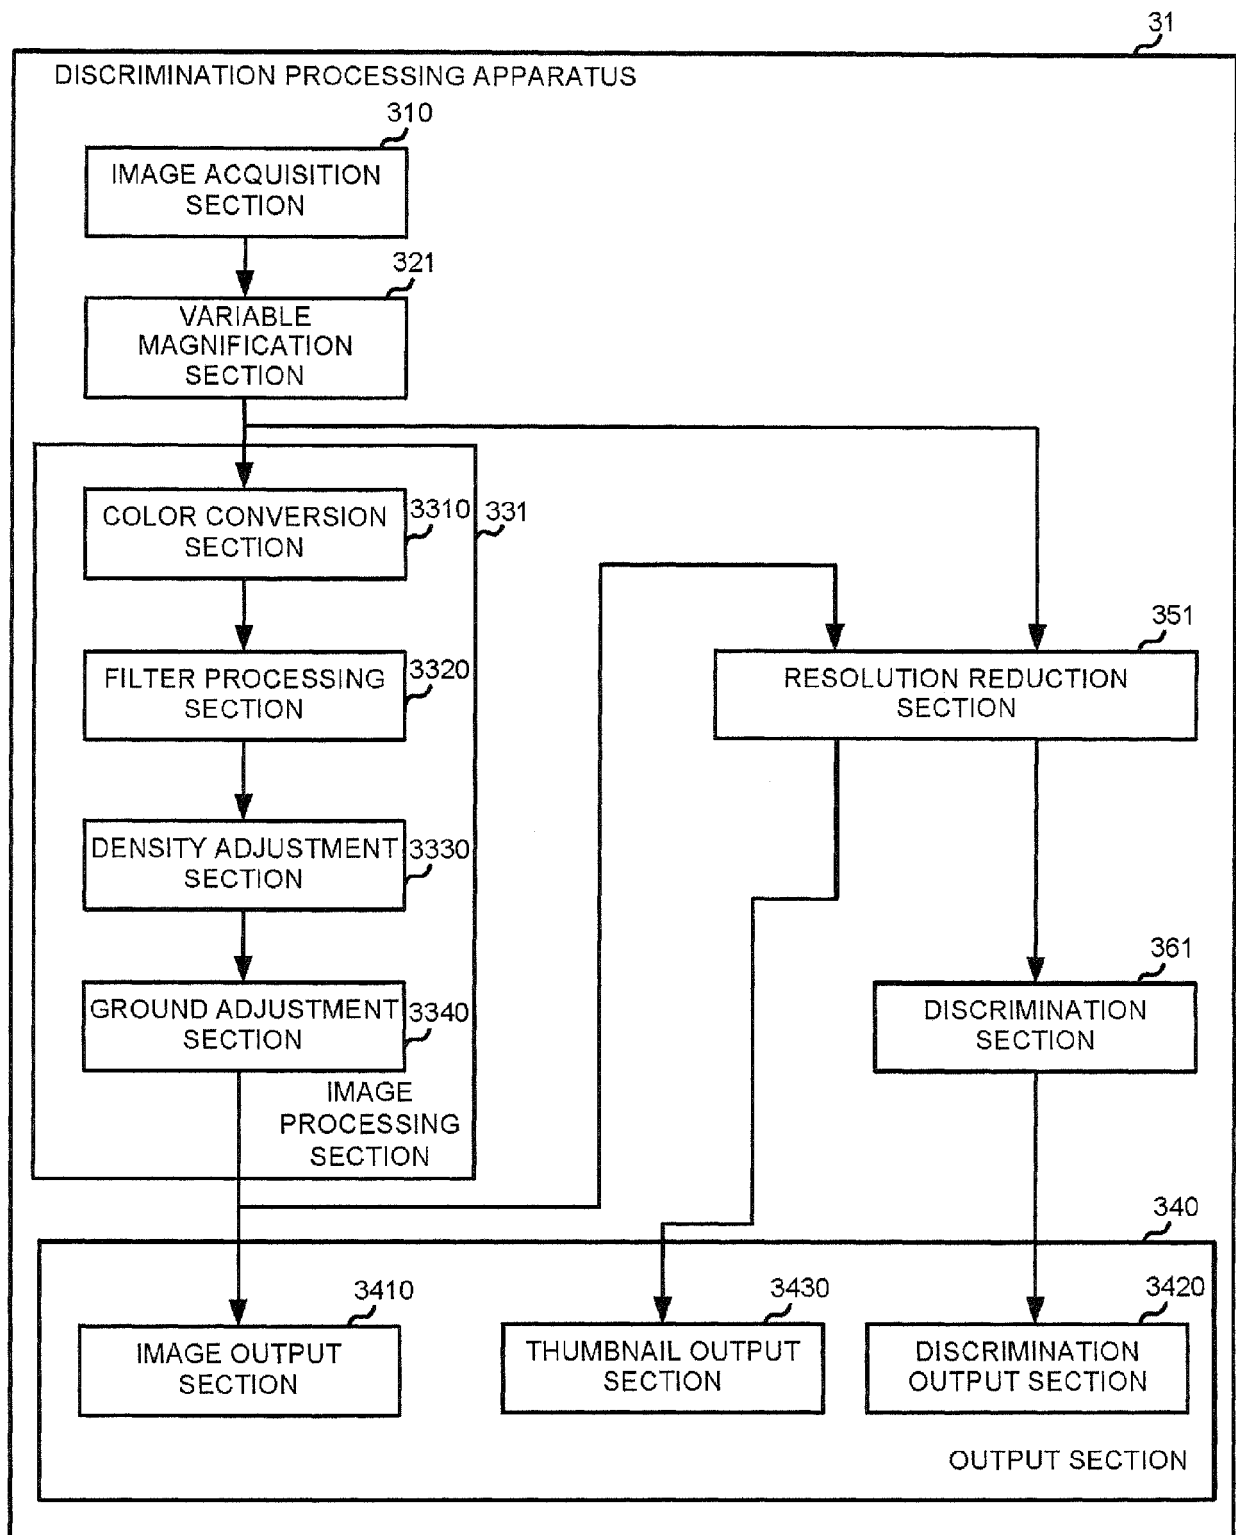 31
DISCRIMINATION PROCESSING APPARATUS
310
IMAGE ACQUISITION
SECTION
321
VARIABLE
MAGNIFICATION
SECTION
COLOR CONVERSION
SECTION
3310
331
FILTER PROCESSING
SECTION
3320
351
RESOLUTION REDUCTION
SECTION
DENSITY ADJUSTMENT
SECTION
3330
361
DISCRIMINATION
SECTION
GROUND ADJUSTMENT
SECTION
3340
IMAGE
PROCESSING
SECTION
340
3410
IMAGE OUTPUT
SECTION
3430
THUMBNAIL OUTPUT
SECTION
3420
DISCRIMINATION
OUTPUT SECTION
OUTPUT SECTION